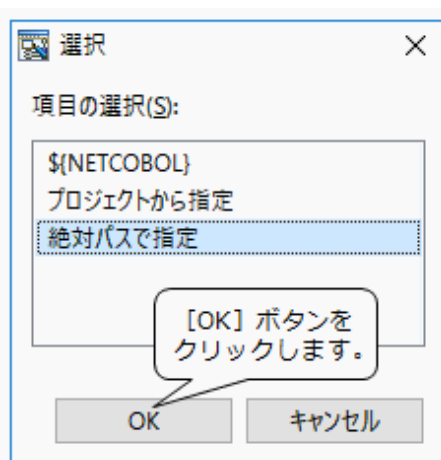 選択
項目の選択(S):
${NETCOBOL}
プロジェクトから指定
絶対パスで指定
［OK］ボタンを
クリックします。
OK
キャンセル